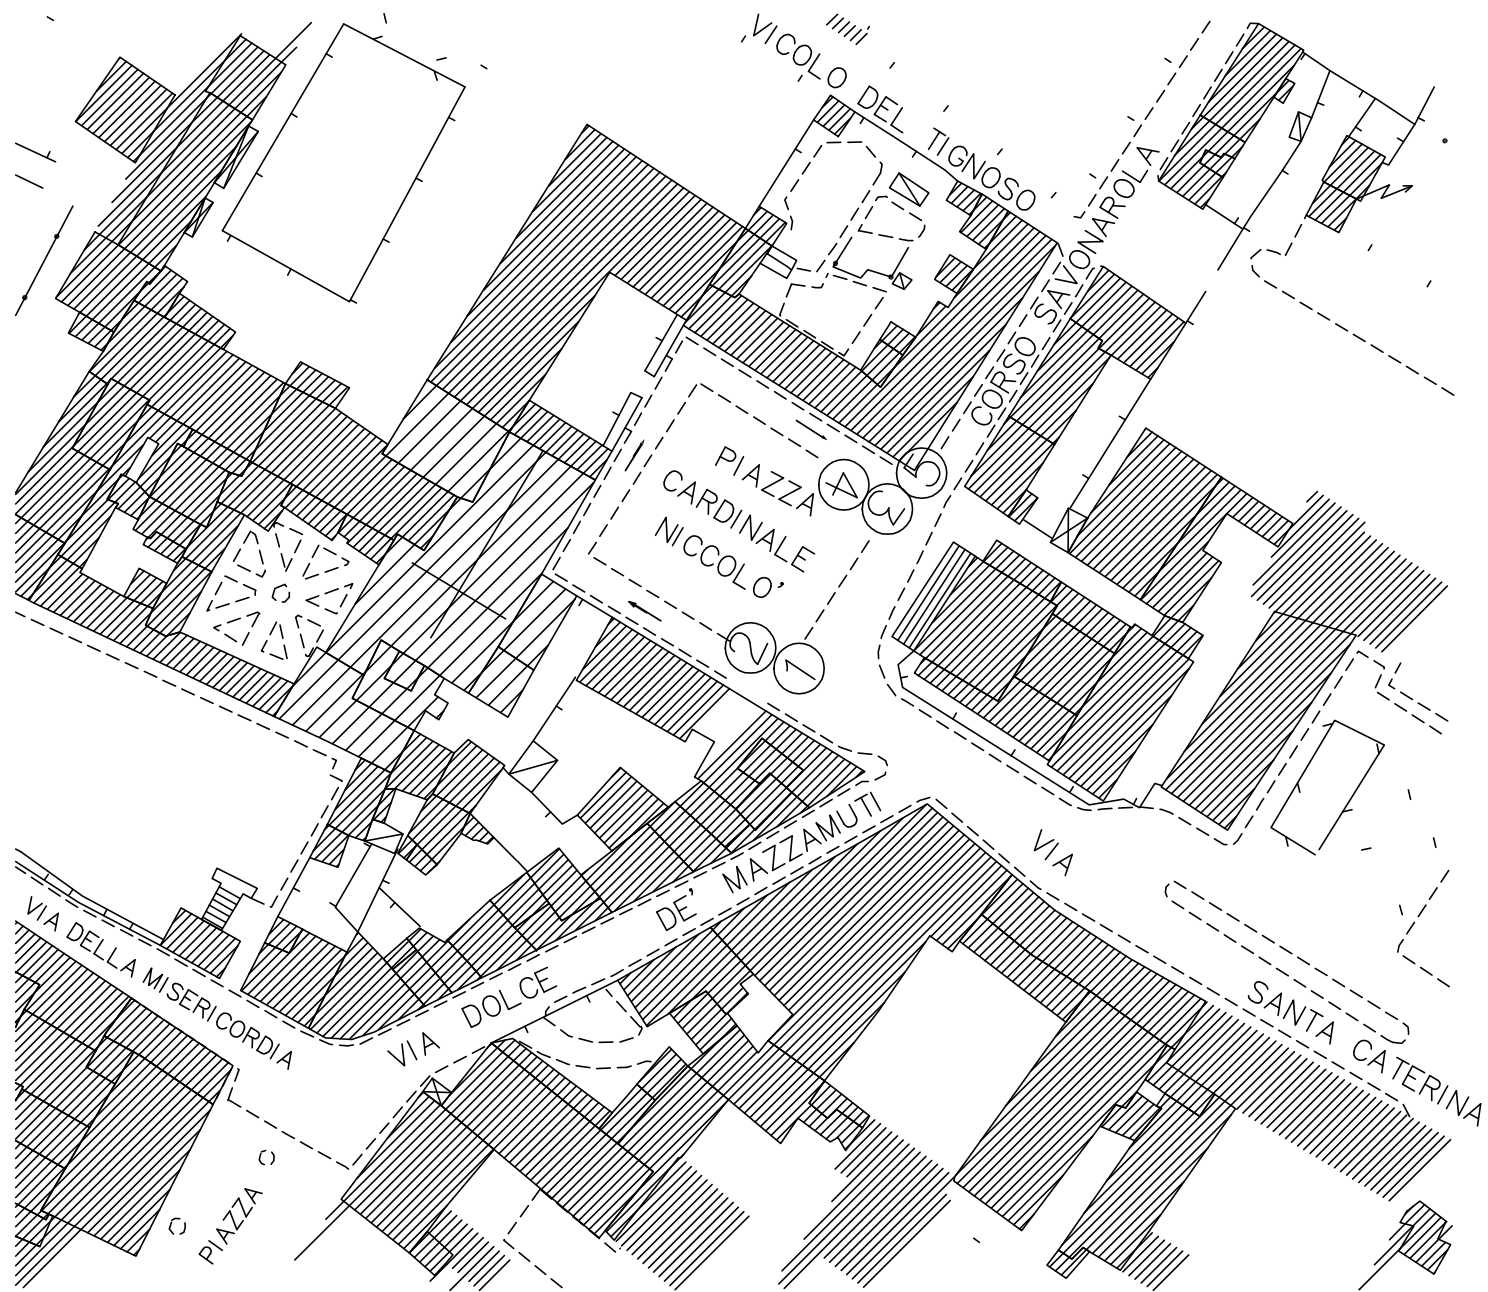 VICOLO DEL TIGNOSO
CORSO SAVONAROLA
PIAZZA
CARDINALE
NICCOLO'
4
3
5
2
1
VIA DOLCE DE' MAZZAMUTI
VIA SANTA CATERINA
VIA DELLA MISERICORDIA
PIAZZA